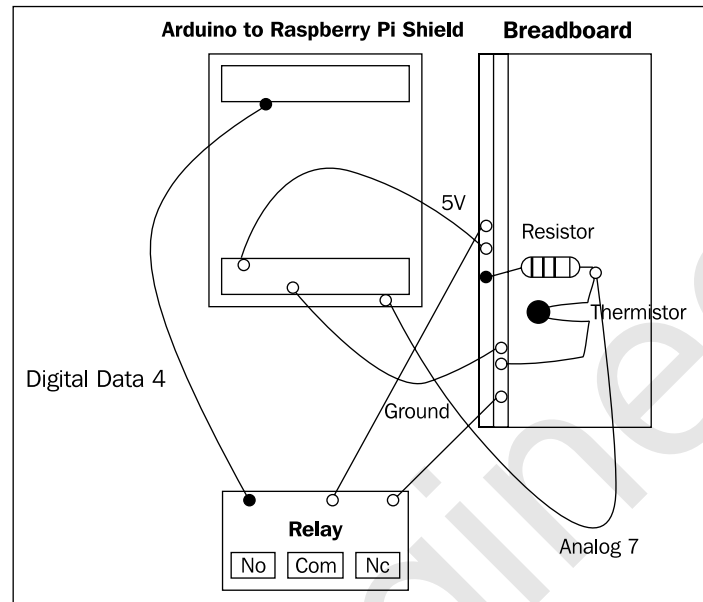 Arduino to Raspberry Pi Shield
Breadboard
5V
Resistor
Thermistor
Digital Data 4
Ground
Relay
No
Com
Nc
Analog 7